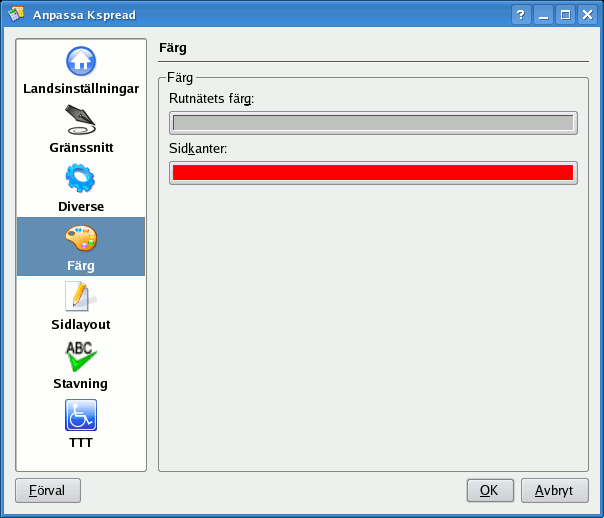 Anpassa Kspread
Landsinställningar
Gränssnitt
Diverse
Färg
Sidlayout
ABC
Stavning
TTT
Färg
Färg
Rutnätets färg:
Sidkanter:
Förval
OK
Avbryt